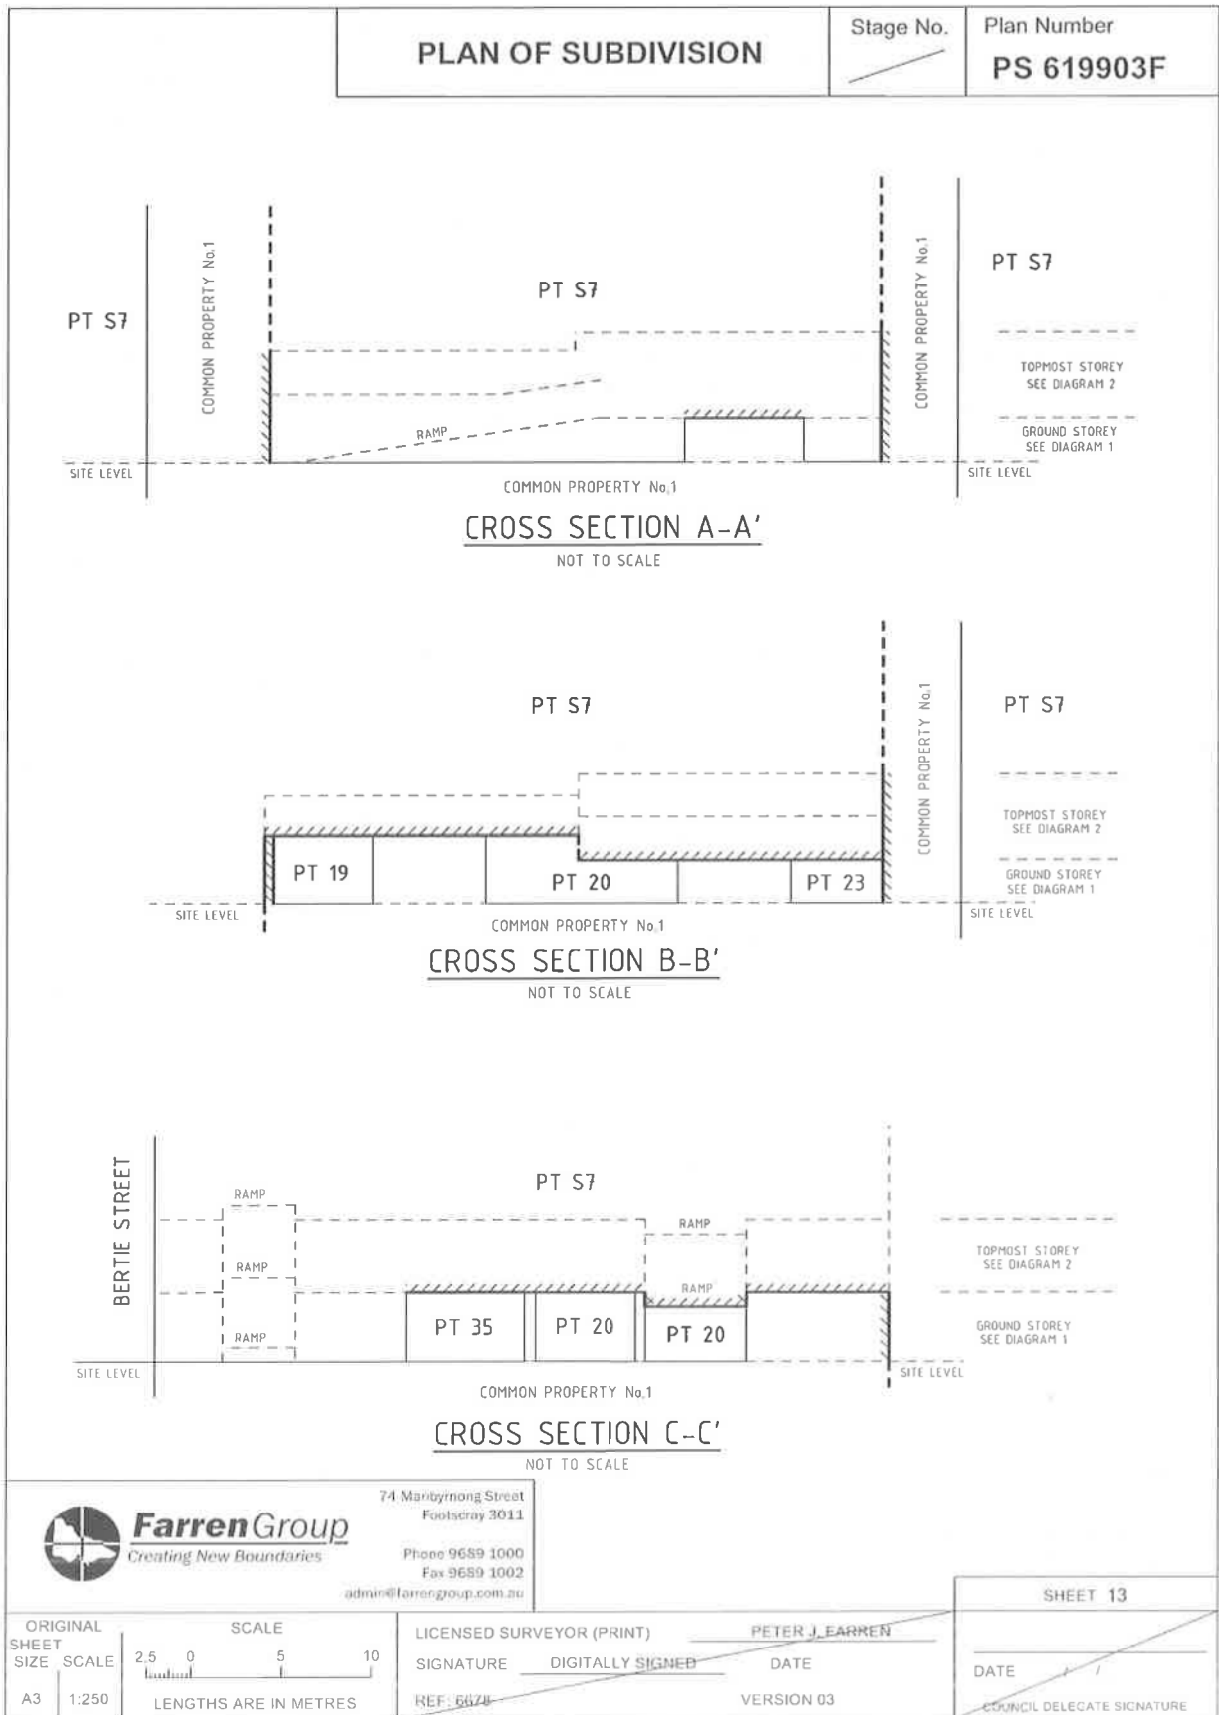 PLAN OF SUBDIVISION
Stage No.
Plan Number
PS 619903F
PT S7
COMMON PROPERTY No.1
PT S7
COMMON PROPERTY No.1
PT S7
TOPMOST STOREY
SEE DIAGRAM 2
RAMP
GROUND STOREY
SEE DIAGRAM 1
SITE LEVEL
SITE LEVEL
COMMON PROPERTY No.1
CROSS SECTION A-A'
NOT TO SCALE
PT S7
COMMON PROPERTY No.1
PT S7
TOPMOST STOREY
SEE DIAGRAM 2
PT 19
PT 20
PT 23
GROUND STOREY
SEE DIAGRAM 1
SITE LEVEL
SITE LEVEL
COMMON PROPERTY No.1
CROSS SECTION B-B'
NOT TO SCALE
BERTIE STREET
PT S7
RAMP
RAMP
TOPMOST STOREY
SEE DIAGRAM 2
RAMP
RAMP
PT 35
PT 20
PT 20
RAMP
GROUND STOREY
SEE DIAGRAM 1
SITE LEVEL
SITE LEVEL
COMMON PROPERTY No.1
CROSS SECTION C-C'
NOT TO SCALE
Farren Group
Creating New Boundaries
74 Maribyrnong Street
Footscray 3011
Phone 9689 1000
Fax 9689 1002
admin@farrengroup.com.au
SHEET 13
ORIGINAL
SHEET
SIZE SCALE
A3 1:250
SCALE
2.5 0 5 10
LENGTHS ARE IN METRES
LICENSED SURVEYOR (PRINT) PETER J. FARREN
SIGNATURE DIGITALLY SIGNED DATE
REF: 6678 VERSION 03
DATE / /
COUNCIL DELEGATE SIGNATURE